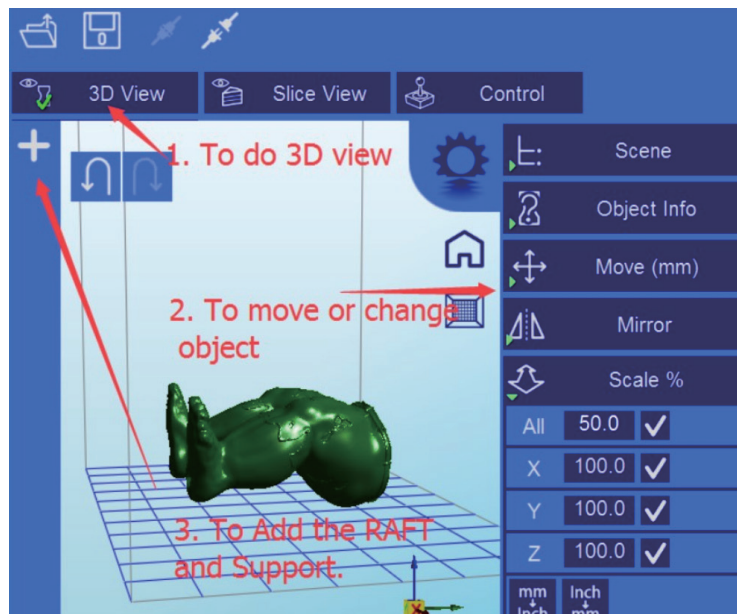 0
3D View
Slice View
Control
1. To do 3D view
Scene
Object Info
Move (mm)
2. To move or change
object
Mirror
Scale %
All 50.0
X 100.0
Y 100.0
Z 100.0
3. To Add the RAFT
and Support.
mm Inch
Inch mm